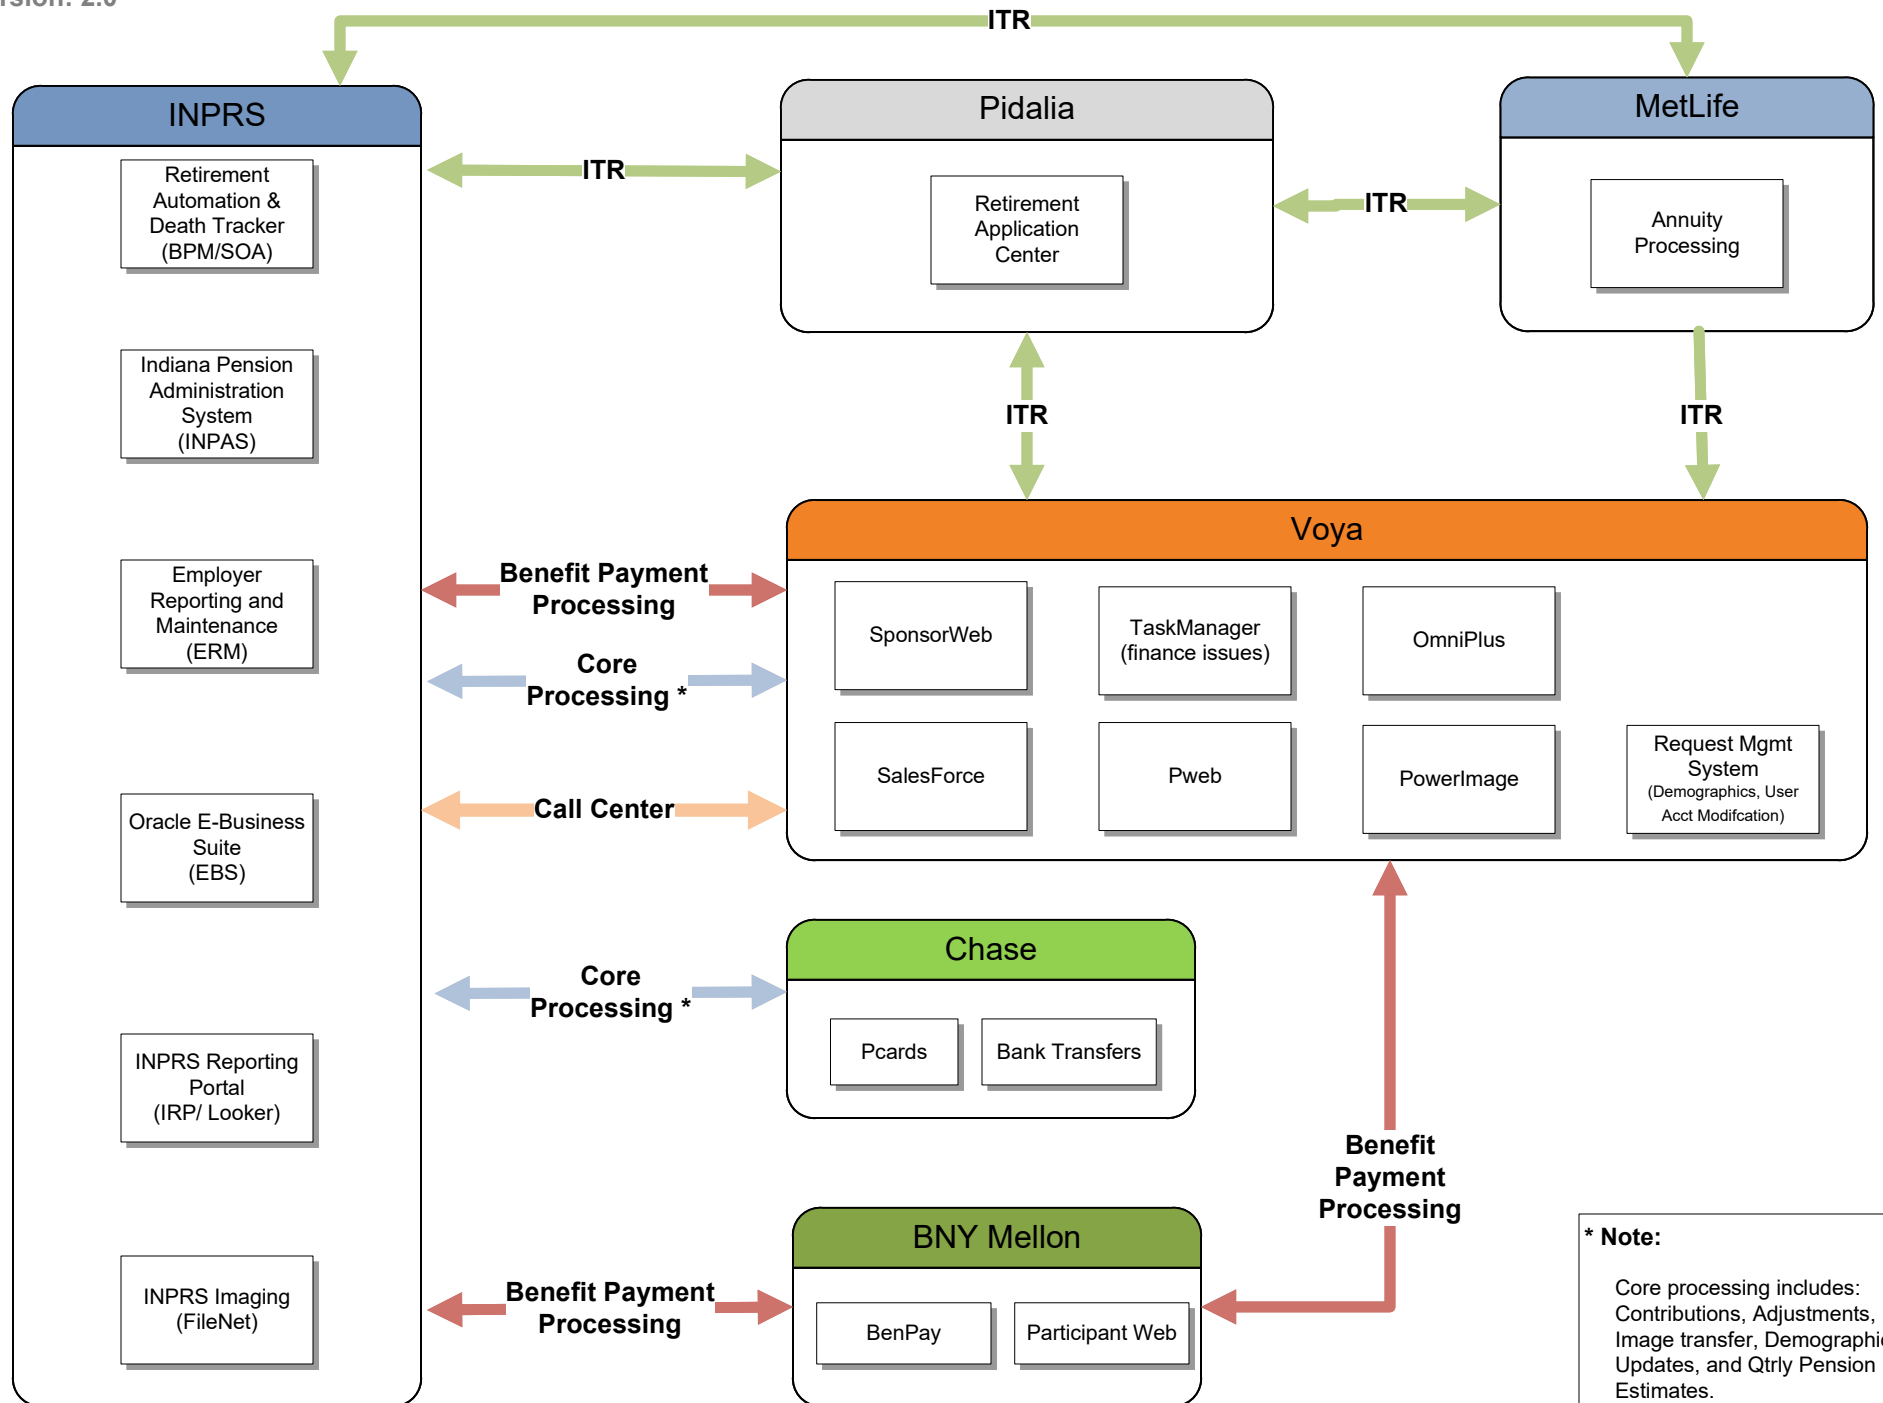 Version: 2.0
ITR
INPRS
Retirement
Automation &
Death Tracker
(BPM/SOA)
Indiana Pension
Administration
System
(INPAS)
Employer
Reporting and
Maintenance
(ERM)
Oracle E-Business
Suite
(EBS)
INPRS Reporting
Portal
(IRP/ Looker)
INPRS Imaging
(FileNet)
ITR
Pidalia
Retirement
Application
Center
ITR
MetLife
Annuity
Processing
ITR
ITR
Benefit Payment
Processing
Core
Processing *
Call Center
Voya
SponsorWeb
TaskManager
(finance issues)
OmniPlus
SalesForce
Pweb
PowerImage
Request Mgmt
System
(Demographics, User
Acct Modifcation)
Core
Processing *
Chase
Pcards
Bank Transfers
Benefit
Payment
Processing
Benefit Payment
Processing
BNY Mellon
BenPay
Participant Web
* Note:
Core processing includes:
Contributions, Adjustments,
Image transfer, Demographic
Updates, and Qtrly Pension
Estimates.